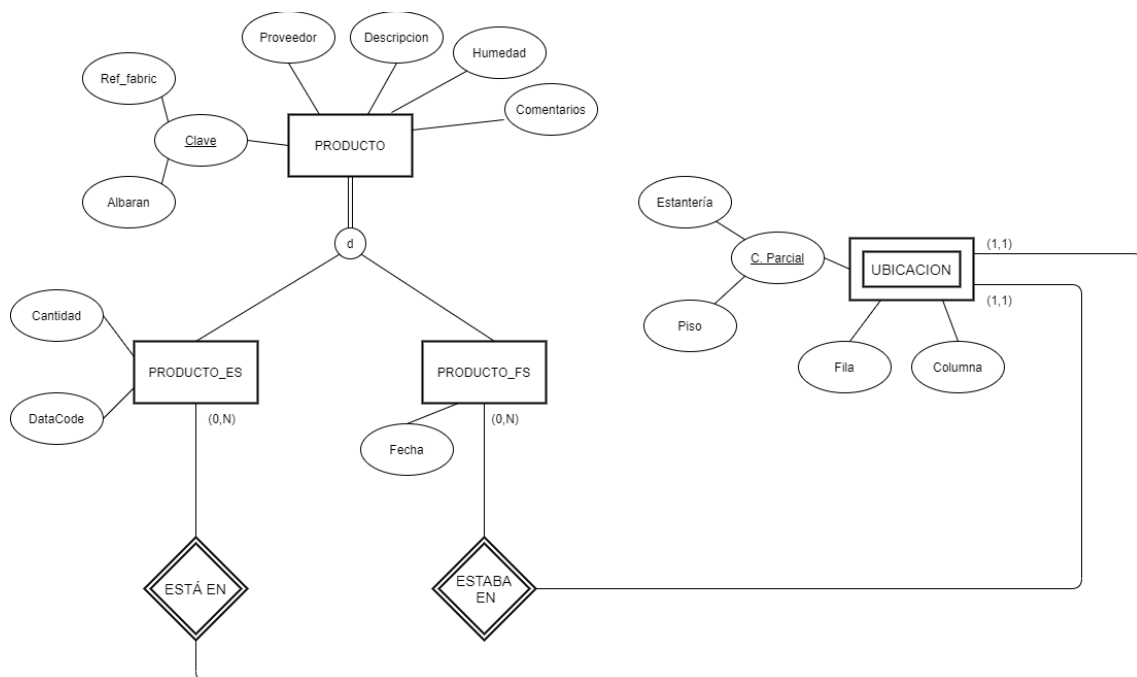 Proveedor
Descripcion
Humedad
Ref_fabric
Comentarios
Clave
PRODUCTO
Albaran
Estantería
d
(1,1)
C. Parcial
UBICACION
(1,1)
Cantidad
Piso
PRODUCTO_ES
PRODUCTO_FS
Fila
Columna
DataCode
(0,N)
(0,N)
Fecha
ESTÁ EN
ESTABA
EN